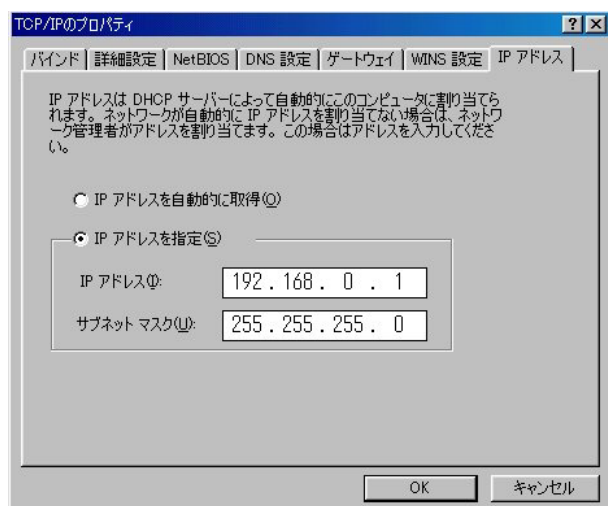 TCP/IPのプロパティ
バインド 詳細設定 NetBIOS DNS 設定 ゲートウェイ WINS 設定 IP アドレス
IP アドレスは DHCP サーバーによって自動的にこのコンピュータに割り当てら
れます。ネットワークが自動的に IP アドレスを割り当てない場合は、ネットワ
ーク管理者がアドレスを割り当てます。この場合はアドレスを入力してくださ
い。
IP アドレスを自動的に取得(O)
IP アドレスを指定(S)
IP アドレス(I): 192.168.0.1
サブネット マスク(U): 255.255.255.0
OK キャンセル